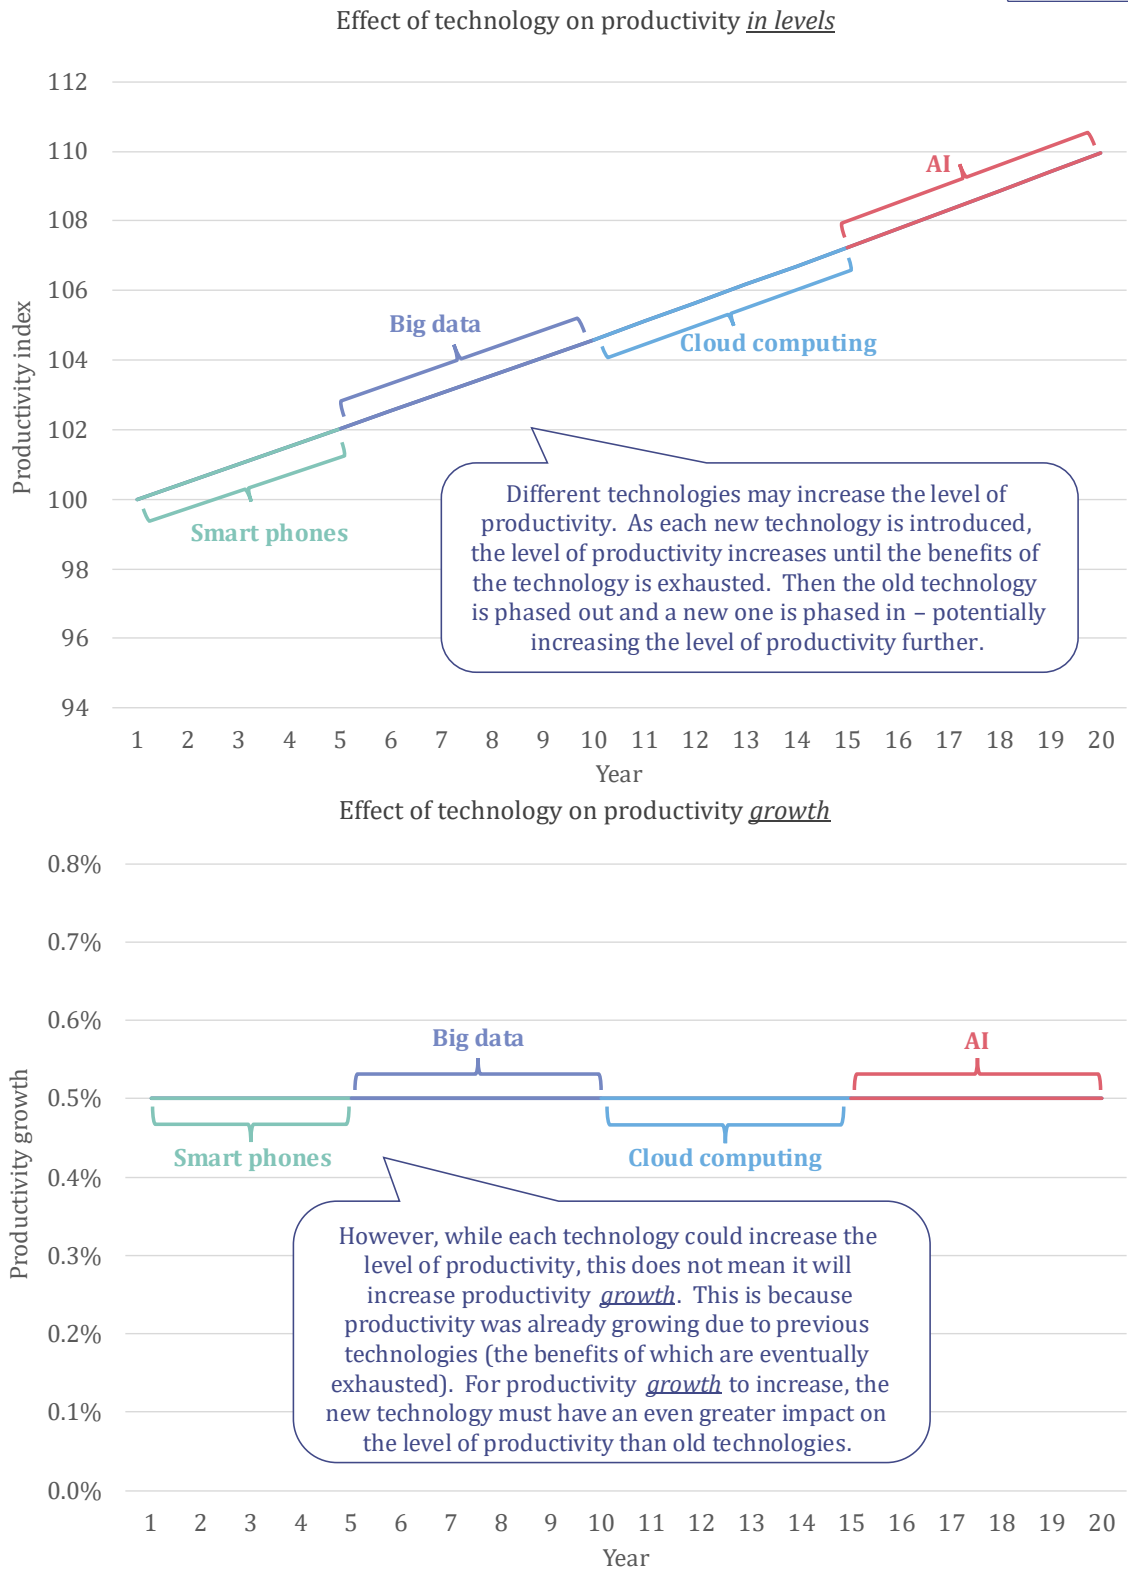 Effect of technology on productivity in levels
112
110
108
106
104
102
100
98
96
94
Productivity index
AI
Big data
Cloud computing
Smart phones
Different technologies may increase the level of
productivity. As each new technology is introduced,
the level of productivity increases until the benefits of
the technology is exhausted. Then the old technology
is phased out and a new one is phased in – potentially
increasing the level of productivity further.
1 2 3 4 5 6 7 8 9 10 11 12 13 14 15 16 17 18 19 20
Year
Effect of technology on productivity growth
0.8%
0.7%
0.6%
0.5%
0.4%
0.3%
0.2%
0.1%
0.0%
Productivity growth
Big data
AI
Smart phones
Cloud computing
However, while each technology could increase the
level of productivity, this does not mean it will
increase productivity growth. This is because
productivity was already growing due to previous
technologies (the benefits of which are eventually
exhausted). For productivity growth to increase, the
new technology must have an even greater impact on
the level of productivity than old technologies.
1 2 3 4 5 6 7 8 9 10 11 12 13 14 15 16 17 18 19 20
Year